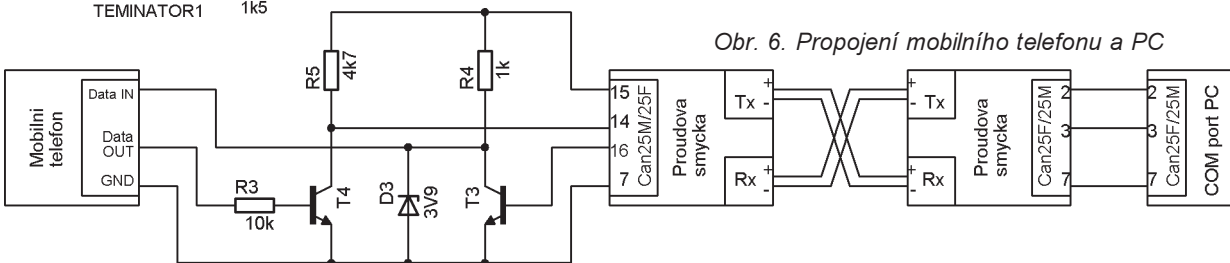 TEMINATOR1 1k5
Obr. 6. Propojení mobilního telefonu a PC
Mobilni
telefon
Data IN
Data
OUT
GND
R3
10k
R5
4k7
T4
D3
3V9
R4
1k
T3
15
14
16
7
Can25M/25F
Proudova
smycka
+
Tx
-
+
Rx
-
+
Tx
-
+
Rx
-
Proudova
smycka
Can25F/25M
2
3
7
2
3
7
Can25F/25M
COM port PC